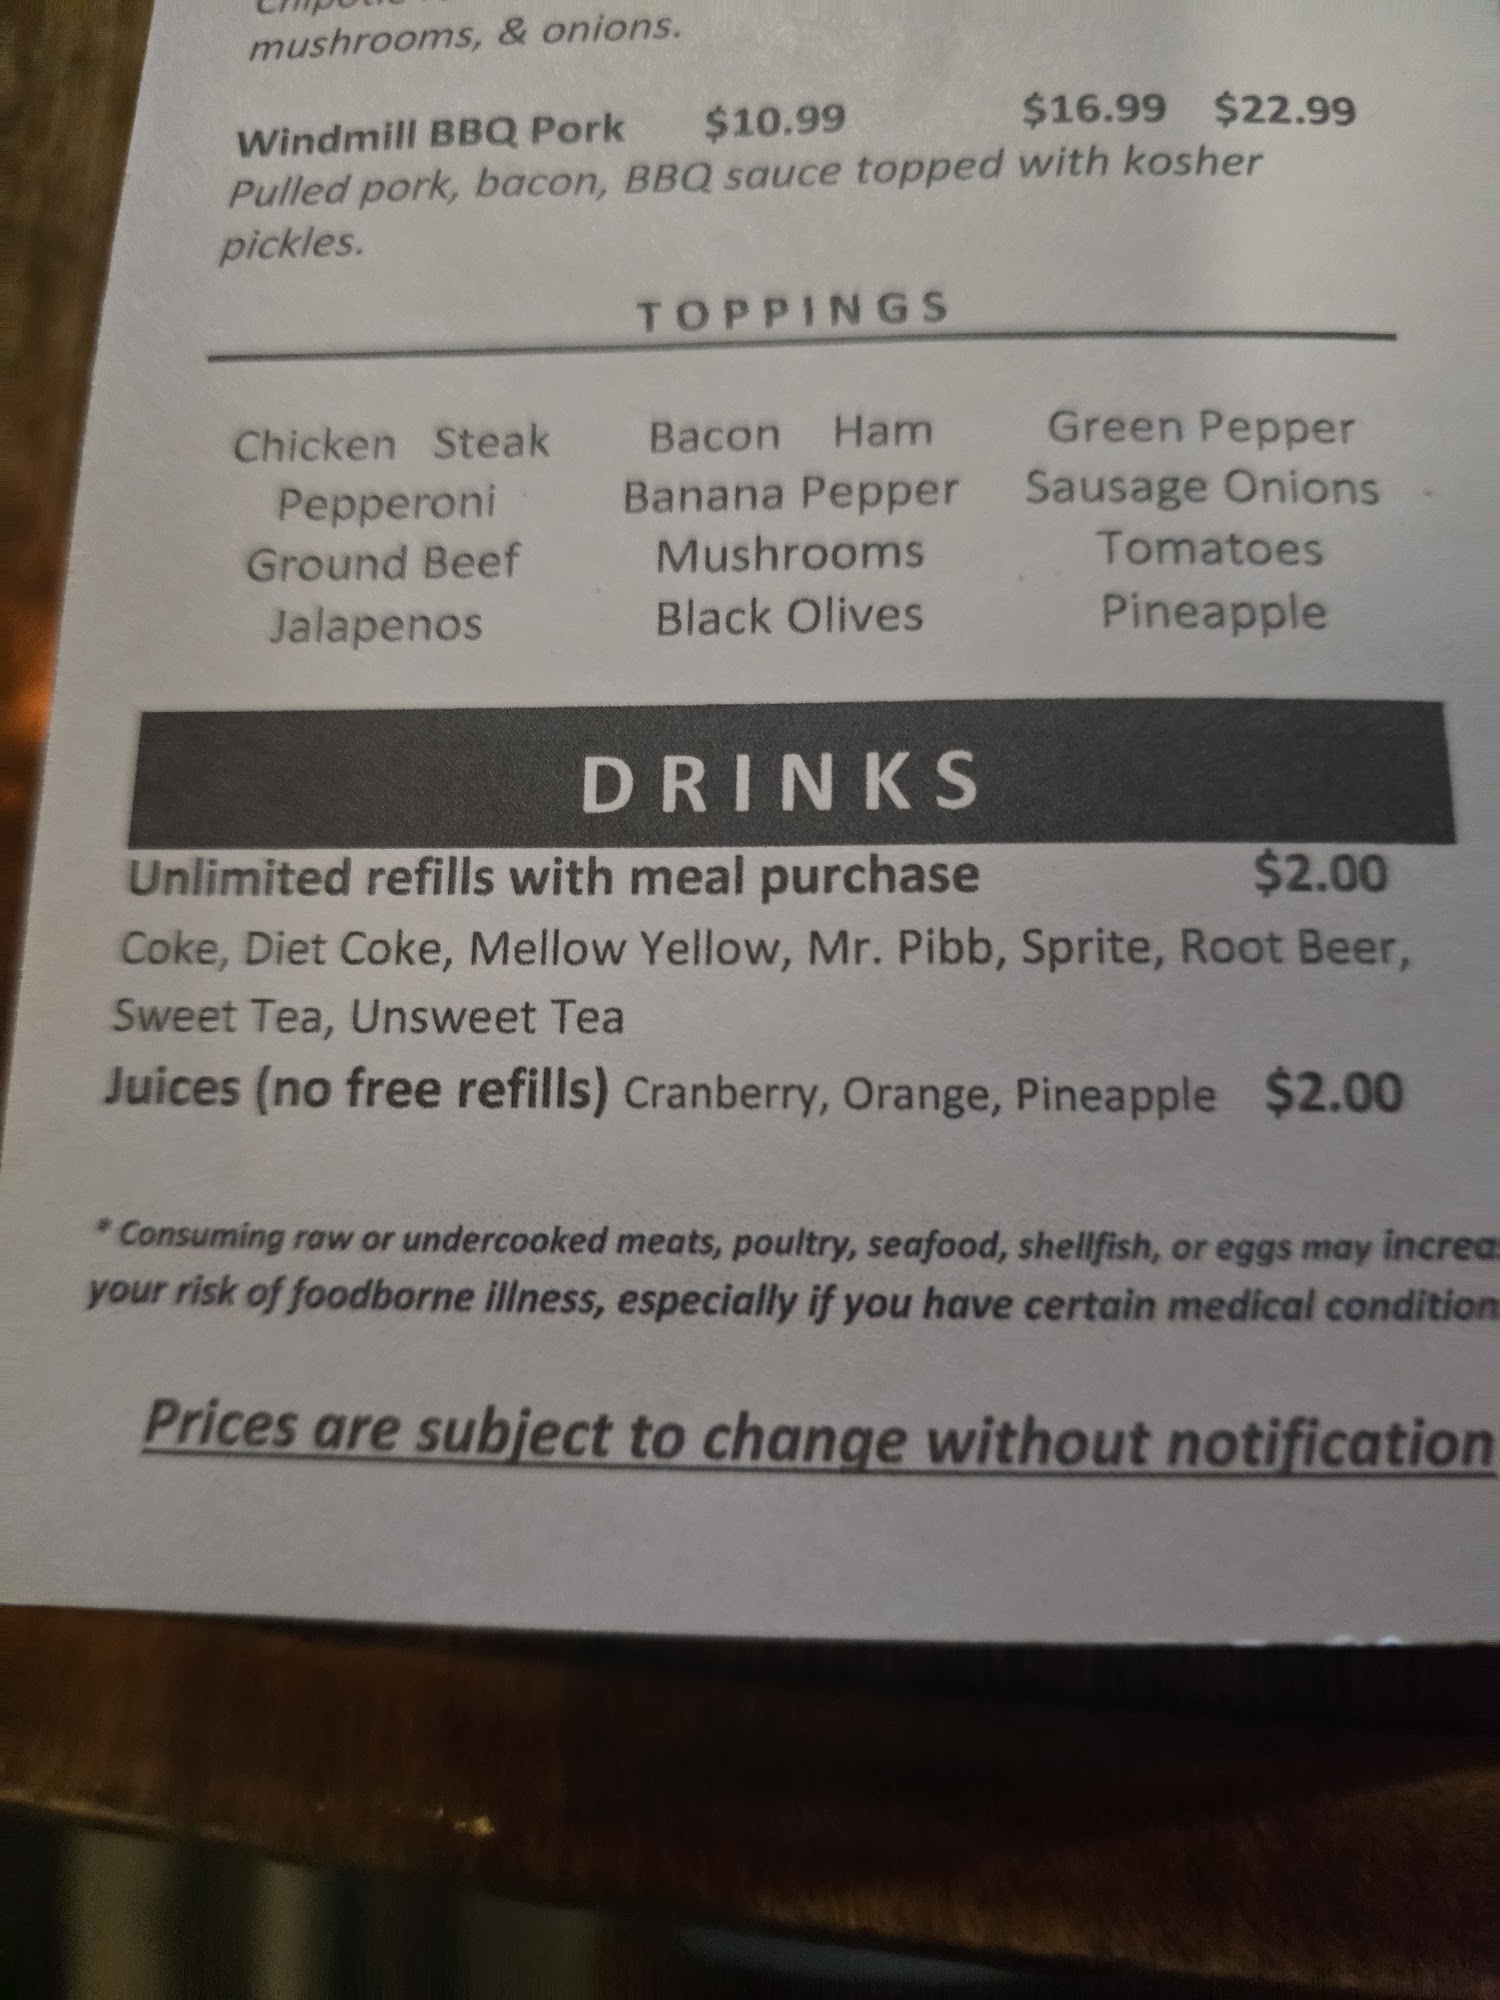 mushrooms, & onions.
Windmill BBQ Pork $10.99 $16.99 $22.99
Pulled pork, bacon, BBQ sauce topped with kosher
pickles.
TOPPINGS
Chicken Steak Bacon Ham Green Pepper
Pepperoni Banana Pepper Sausage Onions
Ground Beef Mushrooms Tomatoes
Jalapenos Black Olives Pineapple
DRINKS
Unlimited refills with meal purchase $2.00
Coke, Diet Coke, Mellow Yellow, Mr. Pibb, Sprite, Root Beer,
Sweet Tea, Unsweet Tea
Juices (no free refills) Cranberry, Orange, Pineapple $2.00
* Consuming raw or undercooked meats, poultry, seafood, shellfish, or eggs may increa
your risk of foodborne illness, especially if you have certain medical condition
Prices are subject to change without notification